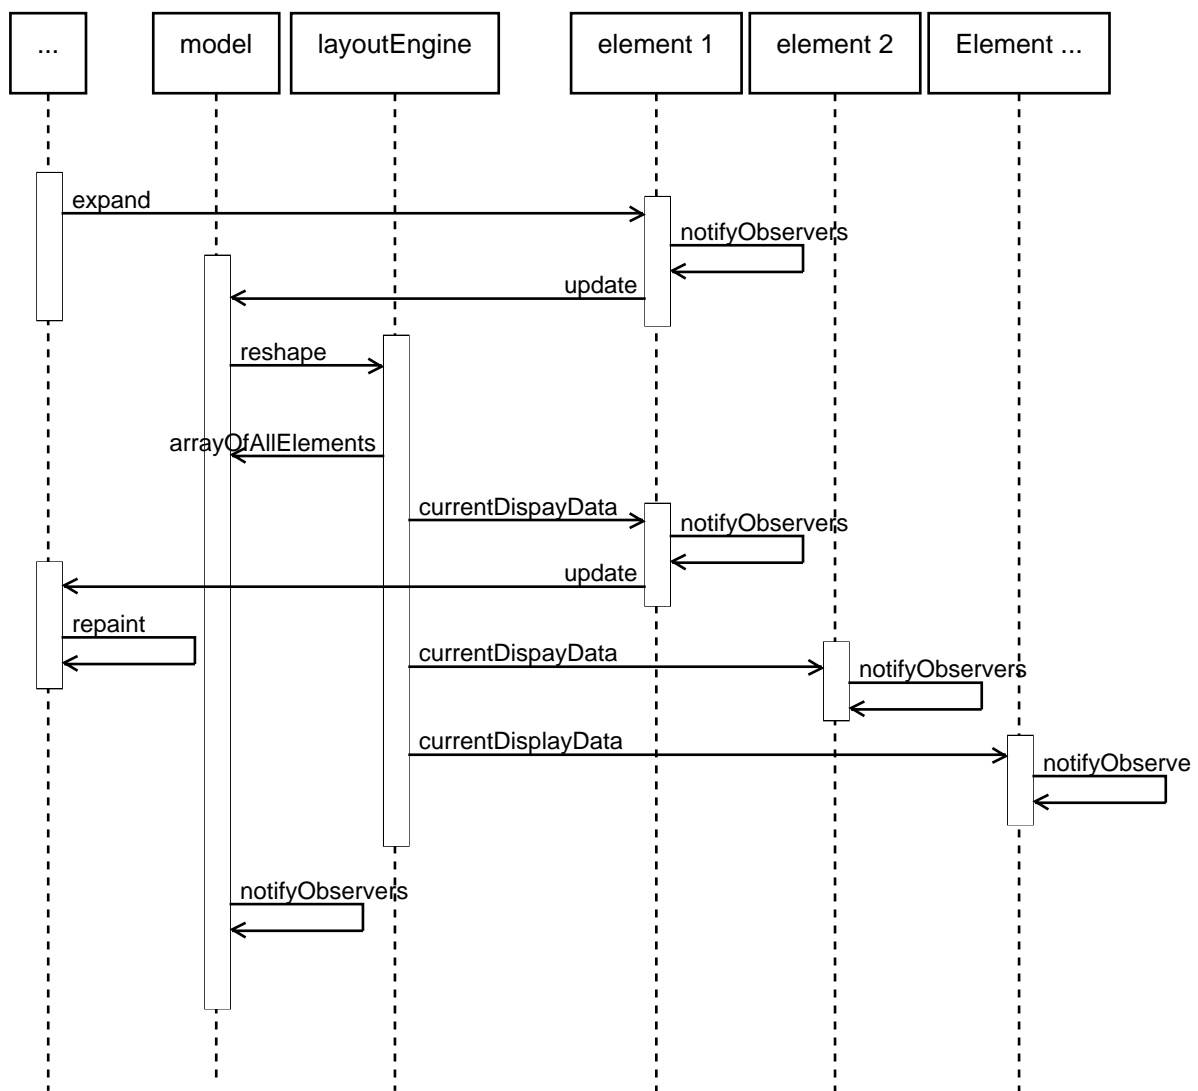 ...
model
layoutEngine
element 1
element 2
Element ...
expand
notifyObservers
update
reshape
arrayOfAllElements
currentDispayData
notifyObservers
update
repaint
currentDispayData
notifyObservers
currentDisplayData
notifyObserve
notifyObservers